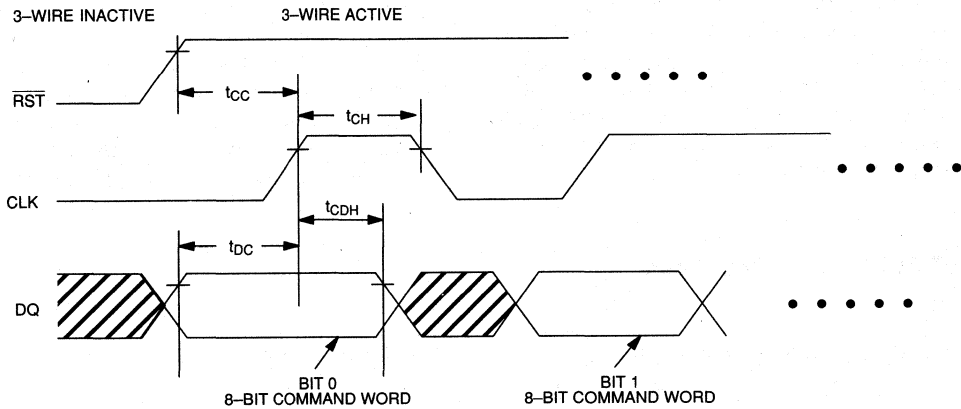 3–WIRE INACTIVE
3–WIRE ACTIVE
RST
tCC
tCH
CLK
tCDH
tDC
DQ
BIT 0
8–BIT COMMAND WORD
BIT 1
8–BIT COMMAND WORD